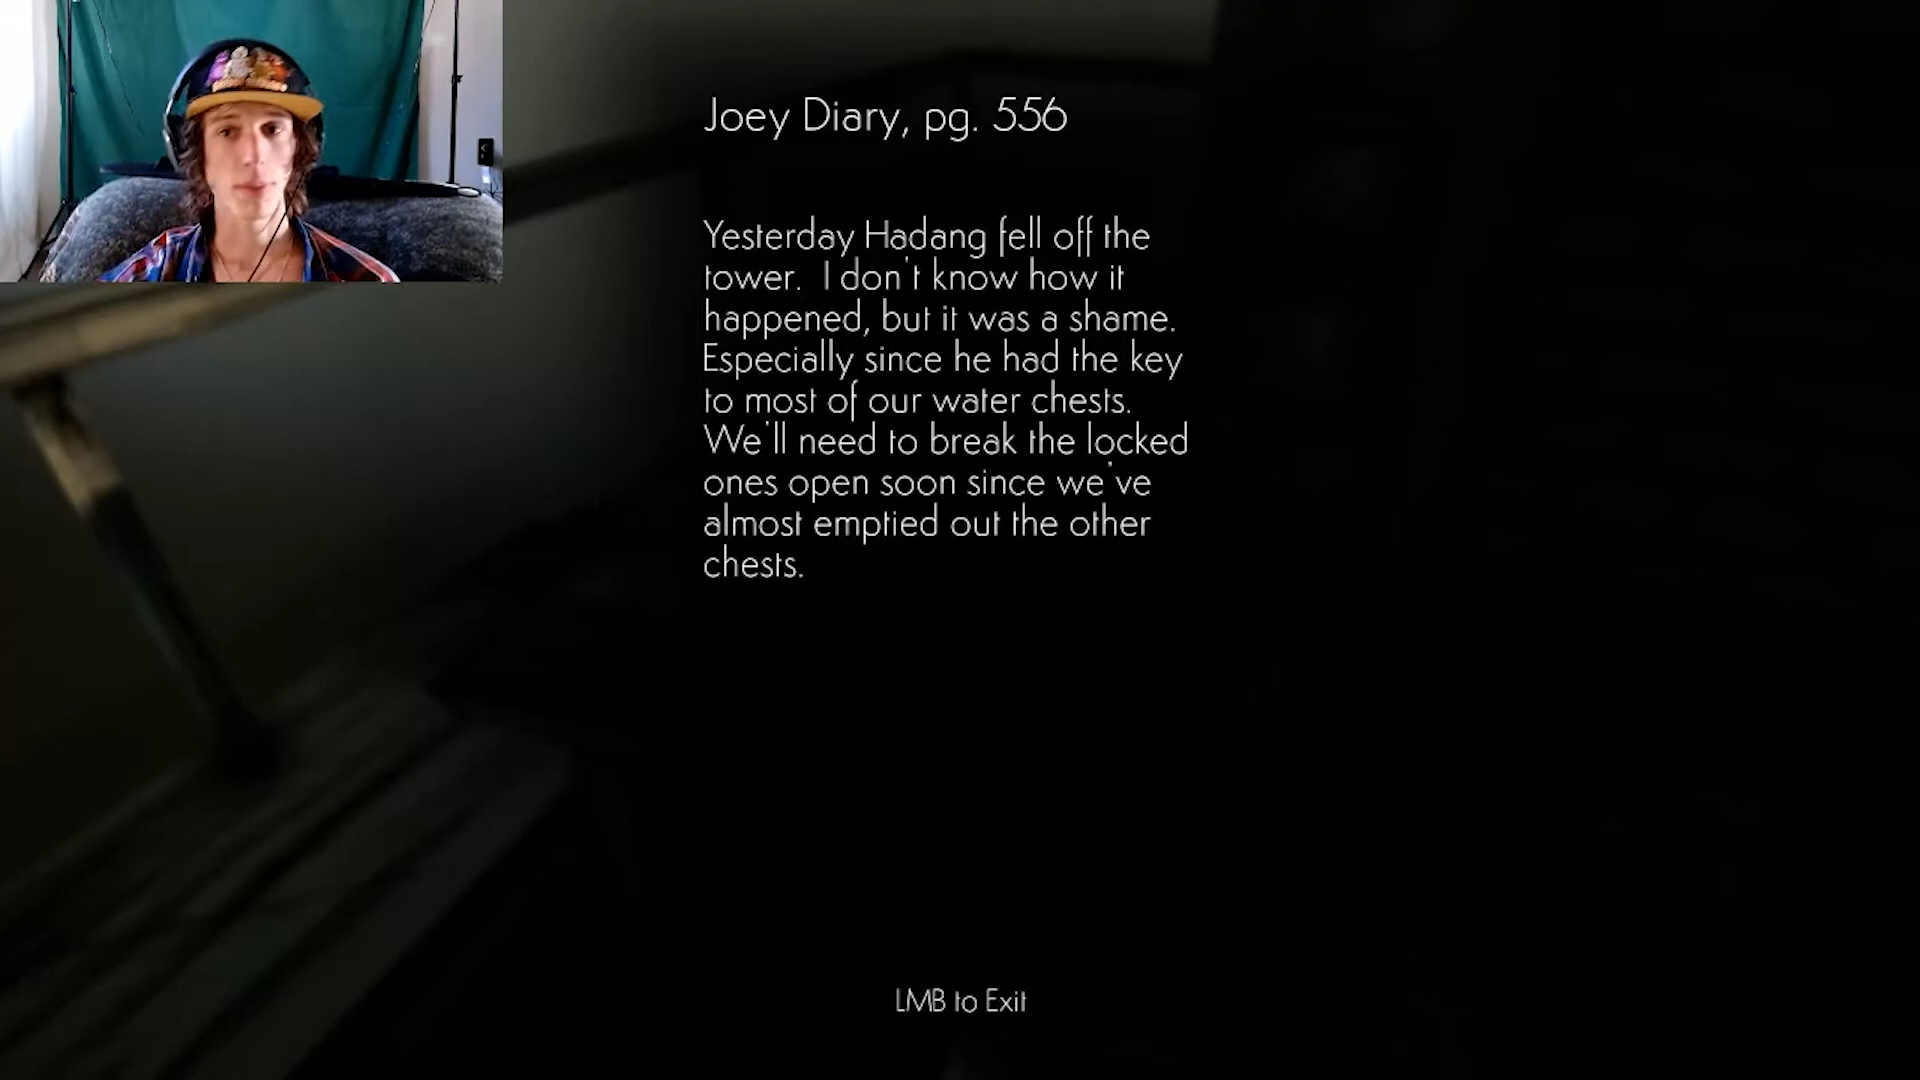 Joey Diary, pg. 556
Yesterday Hadang fell off the
tower.  I don't know how it
happened, but it was a shame.
Especially since he had the key
to most of our water chests.
We'll need to break the locked
ones open soon since we've
almost emptied out the other
chests.
LMB to Exit